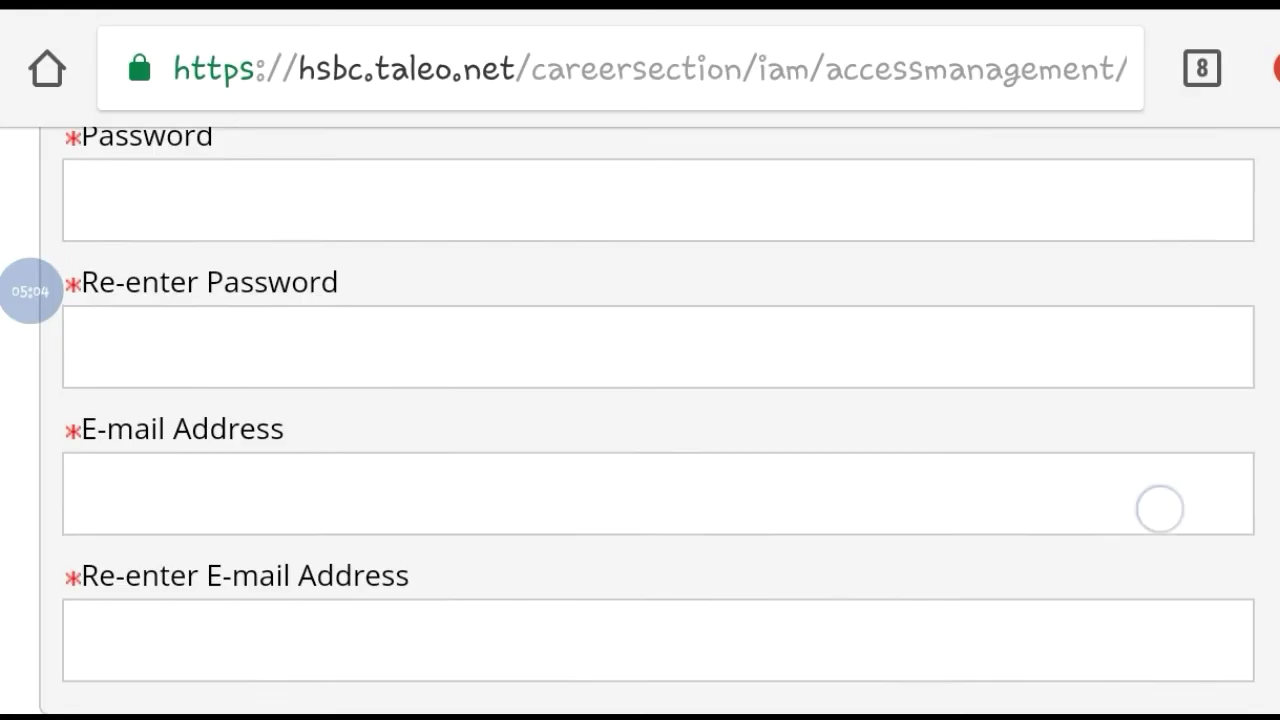 https://hsbc.taleo.net/careersection/iam/accessmanagement/
8
*Password
05:04
*Re-enter Password
*E-mail Address
*Re-enter E-mail Address